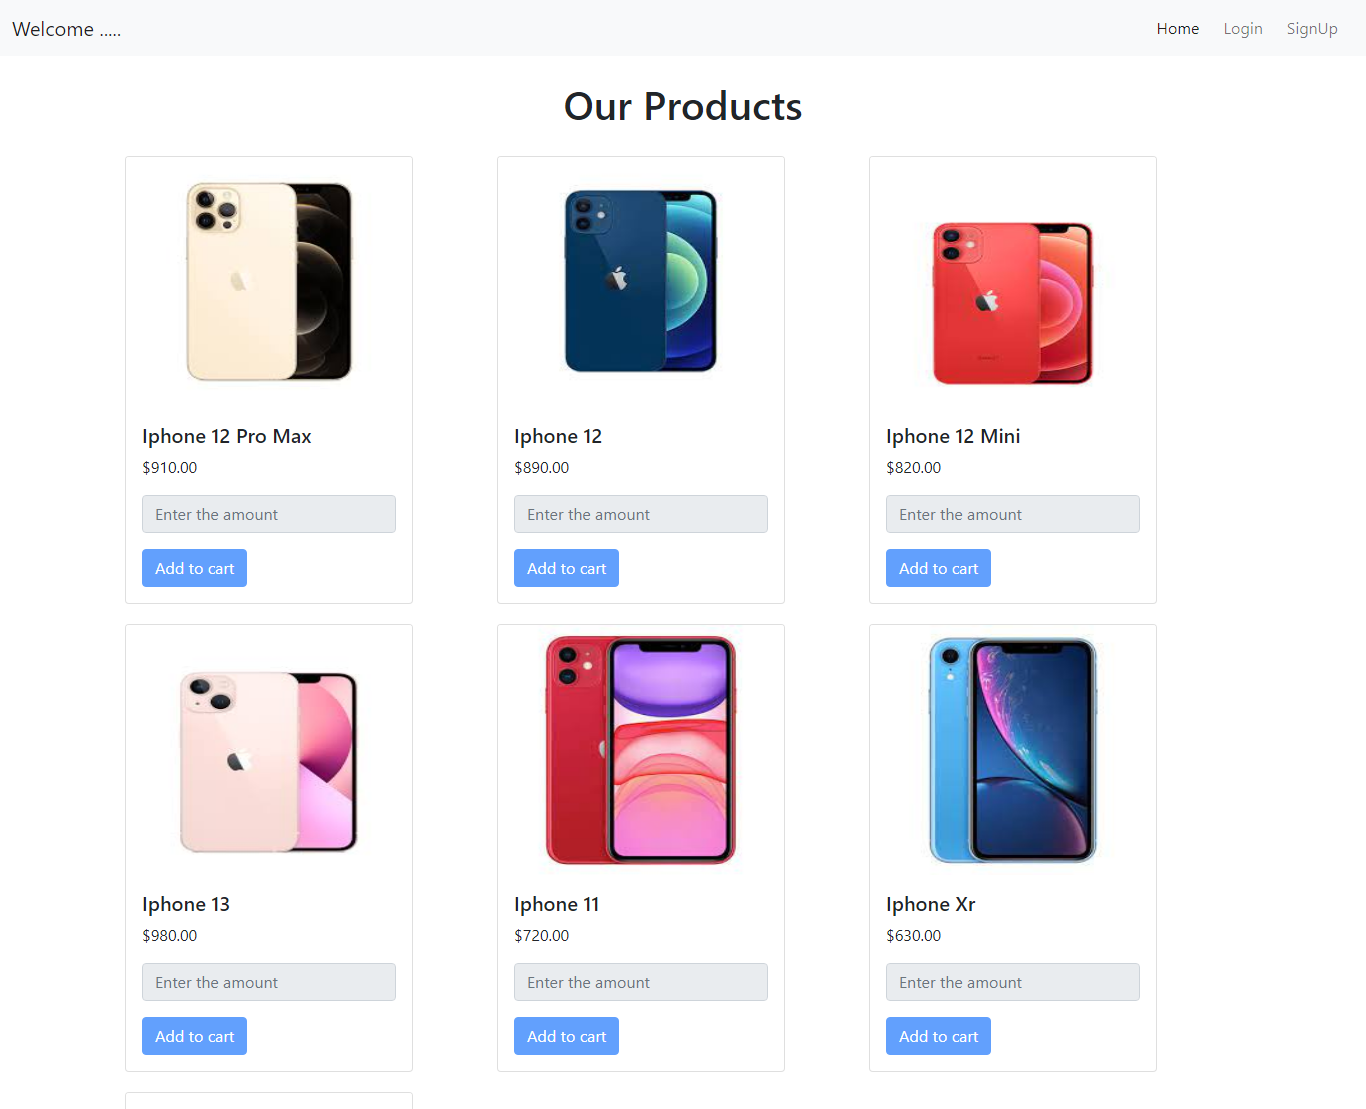 Welcome .....
Home Login SignUp
Our Products
Iphone 12 Pro Max
$910.00
Enter the amount
Add to cart
Iphone 12
$890.00
Enter the amount
Add to cart
Iphone 12 Mini
$820.00
Enter the amount
Add to cart
Iphone 13
$980.00
Enter the amount
Add to cart
Iphone 11
$720.00
Enter the amount
Add to cart
Iphone Xr
$630.00
Enter the amount
Add to cart